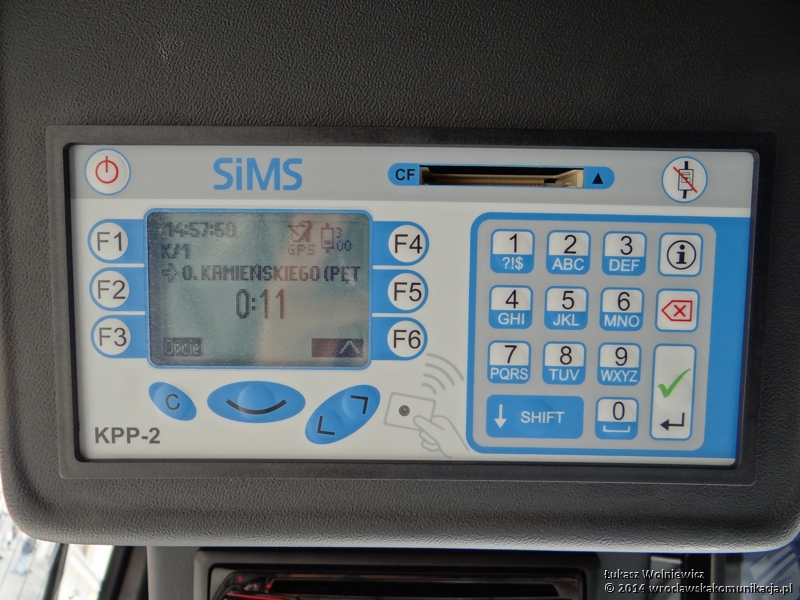 SiMS
CF
F1
F2
F3
14:57:50
K/1
GPS
O. KAMIEŃSKIEGO (PĘT
0:11
Opcje
F4
F5
F6
C
KPP-2
1 2 3
?!$ ABC DEF
4 5 6
GHI JKL MNO
7 8 9
PQRS TUV WXYZ
SHIFT 0
Łukasz Wolniewicz
© 2014 wroclawskakomunikacja.pl